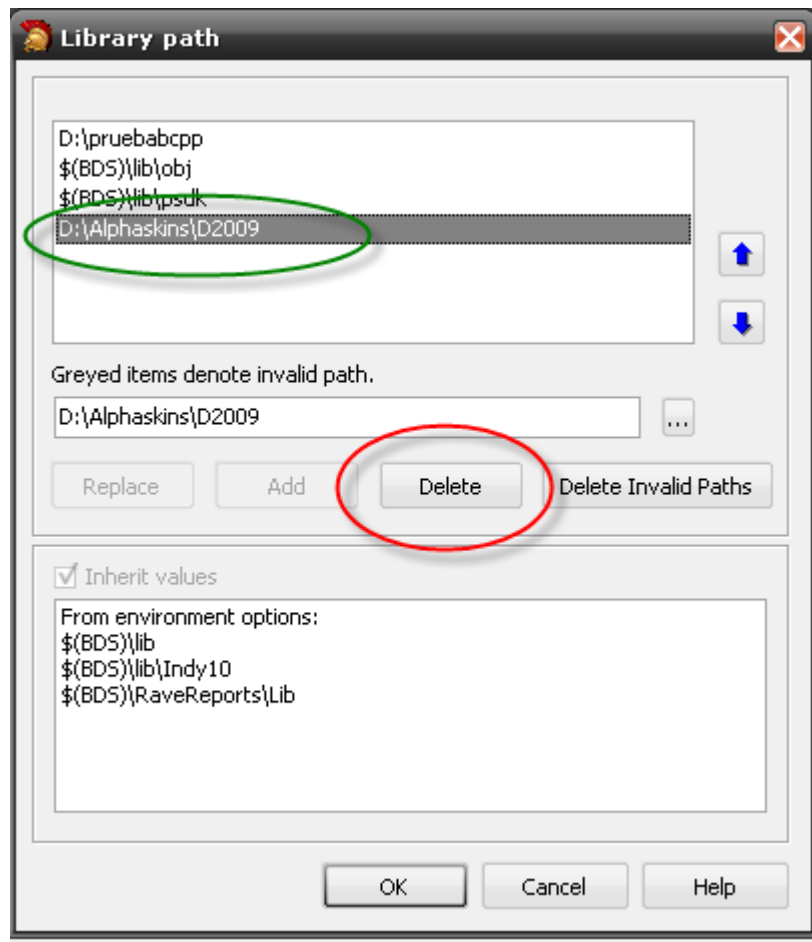 Library path
D:\pruebabcpp
$(BDS)\lib\obj
$(BDS)\lib\psdk
D:\Alphaskins\D2009
Greyed items denote invalid path.
D:\Alphaskins\D2009
...
Replace Add Delete Delete Invalid Paths
Inherit values
From environment options:
$(BDS)\lib
$(BDS)\lib\Indy10
$(BDS)\RaveReports\Lib
OK Cancel Help